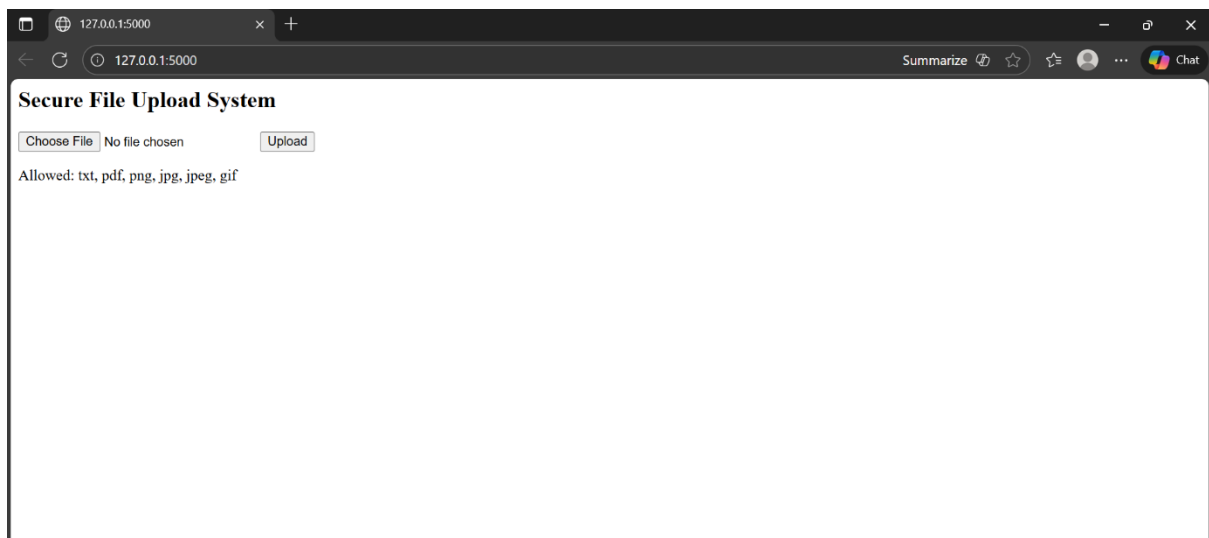 127.0.0.1:5000
127.0.0.1:5000 Summarize Chat
Secure File Upload System
Choose File No file chosen Upload
Allowed: txt, pdf, png, jpg, jpeg, gif